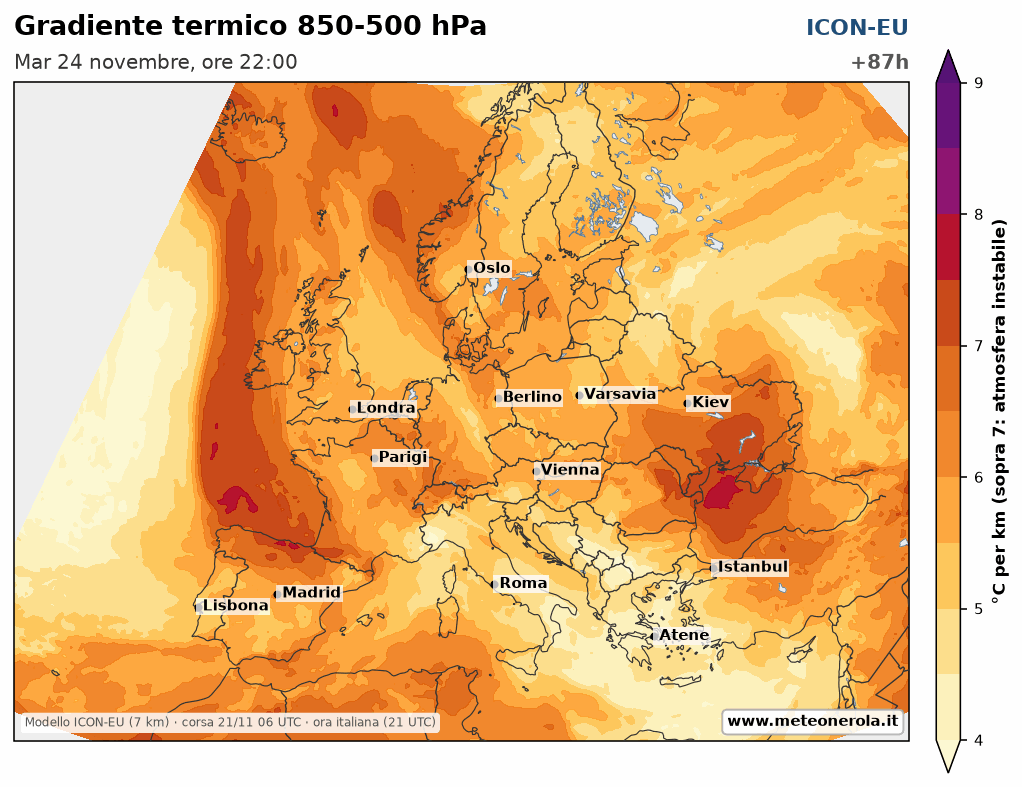 Gradiente termico 850-500 hPa
ICON-EU
Mar 24 novembre, ore 22:00
+87h
9
8
7
6
5
4
°C per km (sopra 7: atmosfera instabile)
Oslo
Berlino
Varsavia
Kiev
Londra
Parigi
Vienna
Istanbul
Roma
Madrid
Lisbona
Atene
Modello ICON-EU (7 km) · corsa 21/11 06 UTC · ora italiana (21 UTC)
www.meteonerola.it